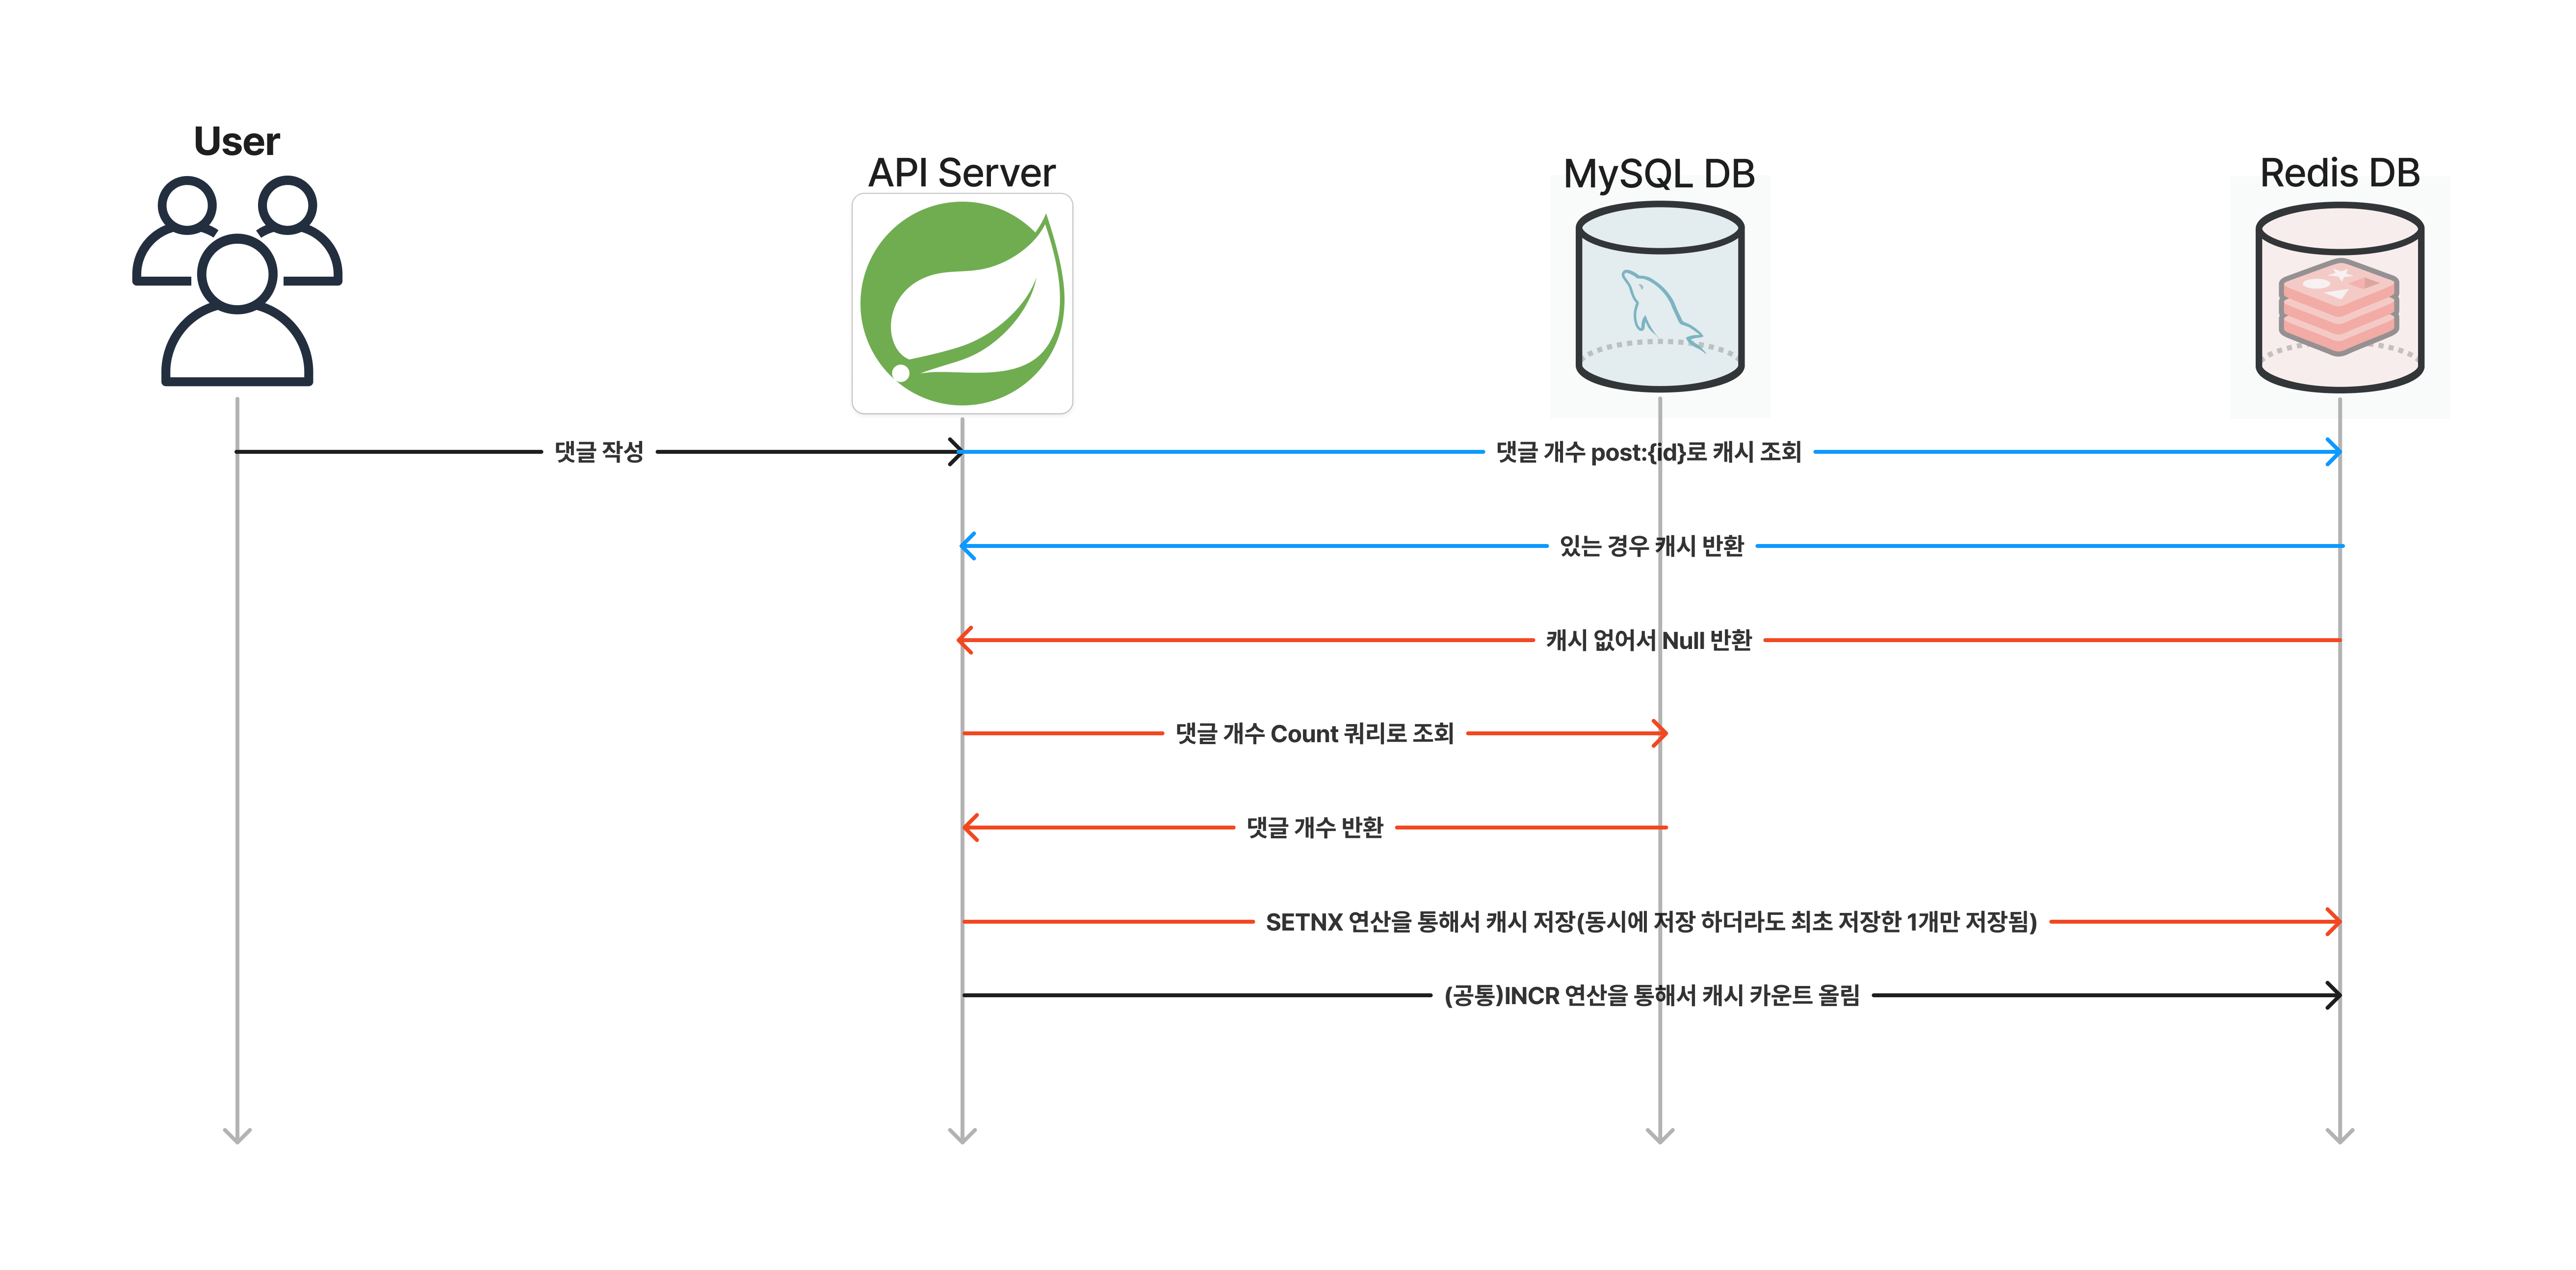 User
API Server
MySQL DB
Redis DB
댓글 작성
댓글 개수 post:{id}로 캐시 조회
있는 경우 캐시 반환
캐시 없어서 Null 반환
댓글 개수 Count 쿼리로 조회
댓글 개수 반환
SETNX 연산을 통해서 캐시 저장(동시에 저장 하더라도 최초 저장한 1개만 저장됨)
(공통)INCR 연산을 통해서 캐시 카운트 올림